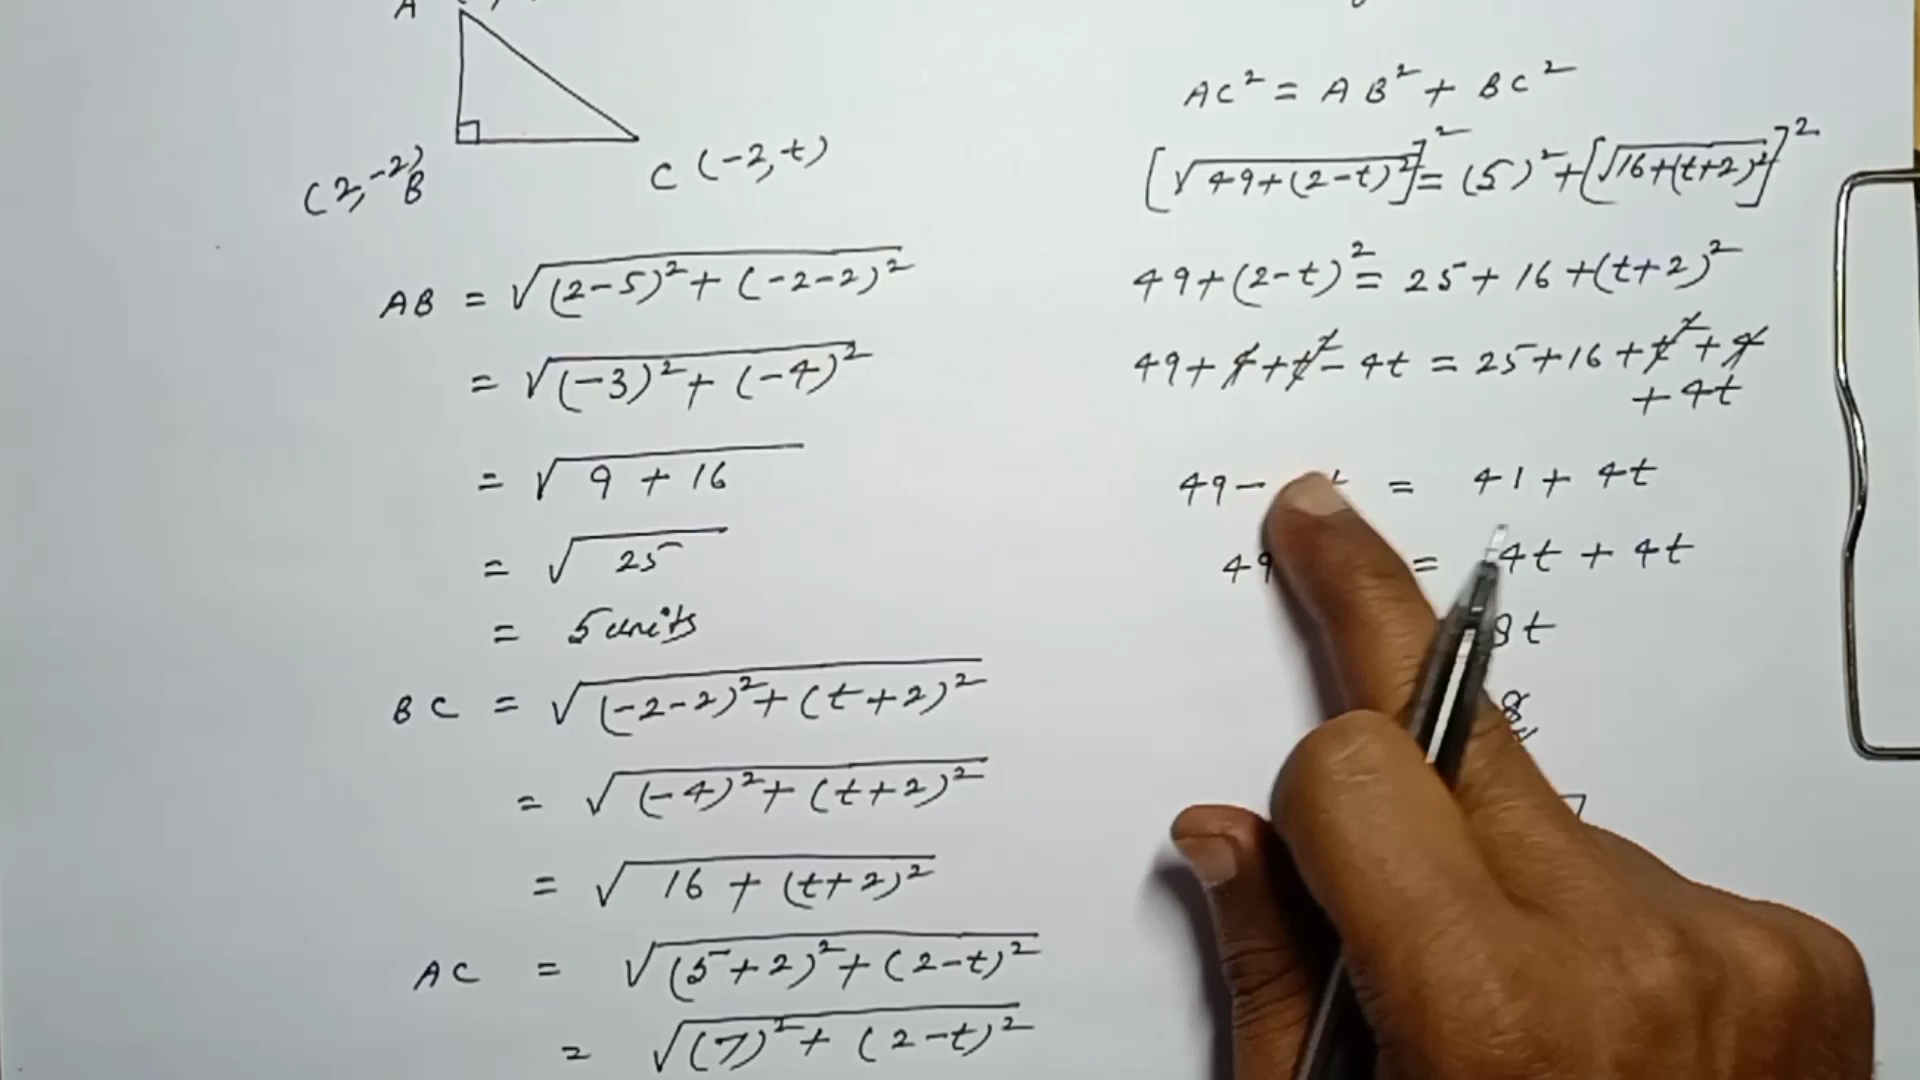 A
(2,-2) B
C (-2,t)
AB = √(2-5)² + (-2-2)²
= √(-3)² + (-4)²
= √9 + 16
= √25
= 5 units
BC = √(-2-2)² + (t+2)²
= √(-4)² + (t+2)²
= √16 + (t+2)²
AC = √(5+2)² + (2-t)²
= √(7)² + (2-t)²
AC² = AB² + BC²
[√49+(2-t)²]² = (5)² + [√16+(t+2)²]²
49+(2-t)² = 25+16+(t+2)²
49+4+t²-4t = 25+16+t²+4
+4t
49- t = 41+4t
49 = 4t+4t
8t
8